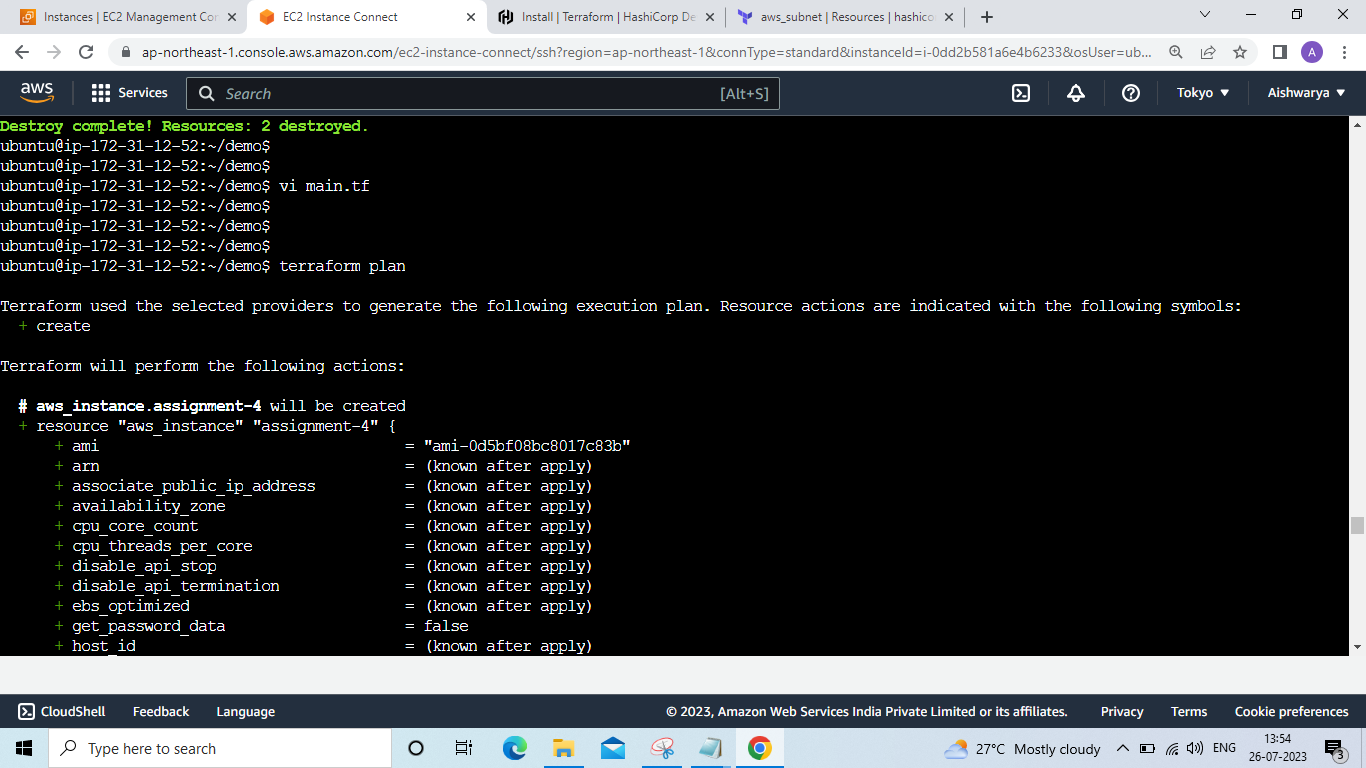 Instances | EC2 Management Con
EC2 Instance Connect
Install | Terraform | HashiCorp De
aws_subnet | Resources | hashico
ap-northeast-1.console.aws.amazon.com/ec2-instance-connect/ssh?region=ap-northeast-1&connType=standard&instanceId=i-0dd2b581a6e4b6233&osUser=ub...
A
aws
Services
Search
[Alt+S]
Tokyo
Aishwarya
Destroy complete! Resources: 2 destroyed.
ubuntu@ip-172-31-12-52:~/demo$
ubuntu@ip-172-31-12-52:~/demo$
ubuntu@ip-172-31-12-52:~/demo$ vi main.tf
ubuntu@ip-172-31-12-52:~/demo$
ubuntu@ip-172-31-12-52:~/demo$
ubuntu@ip-172-31-12-52:~/demo$
ubuntu@ip-172-31-12-52:~/demo$ terraform plan
Terraform used the selected providers to generate the following execution plan. Resource actions are indicated with the following symbols:
+ create
Terraform will perform the following actions:
# aws_instance.assignment-4 will be created
+ resource "aws_instance" "assignment-4" {
+ ami = "ami-0d5bf08bc8017c83b"
+ arn = (known after apply)
+ associate_public_ip_address = (known after apply)
+ availability_zone = (known after apply)
+ cpu_core_count = (known after apply)
+ cpu_threads_per_core = (known after apply)
+ disable_api_stop = (known after apply)
+ disable_api_termination = (known after apply)
+ ebs_optimized = (known after apply)
+ get_password_data = false
+ host_id = (known after apply)
CloudShell
Feedback
Language
© 2023, Amazon Web Services India Private Limited or its affiliates.
Privacy
Terms
Cookie preferences
Type here to search
27°C Mostly cloudy
ENG
13:54
26-07-2023
3